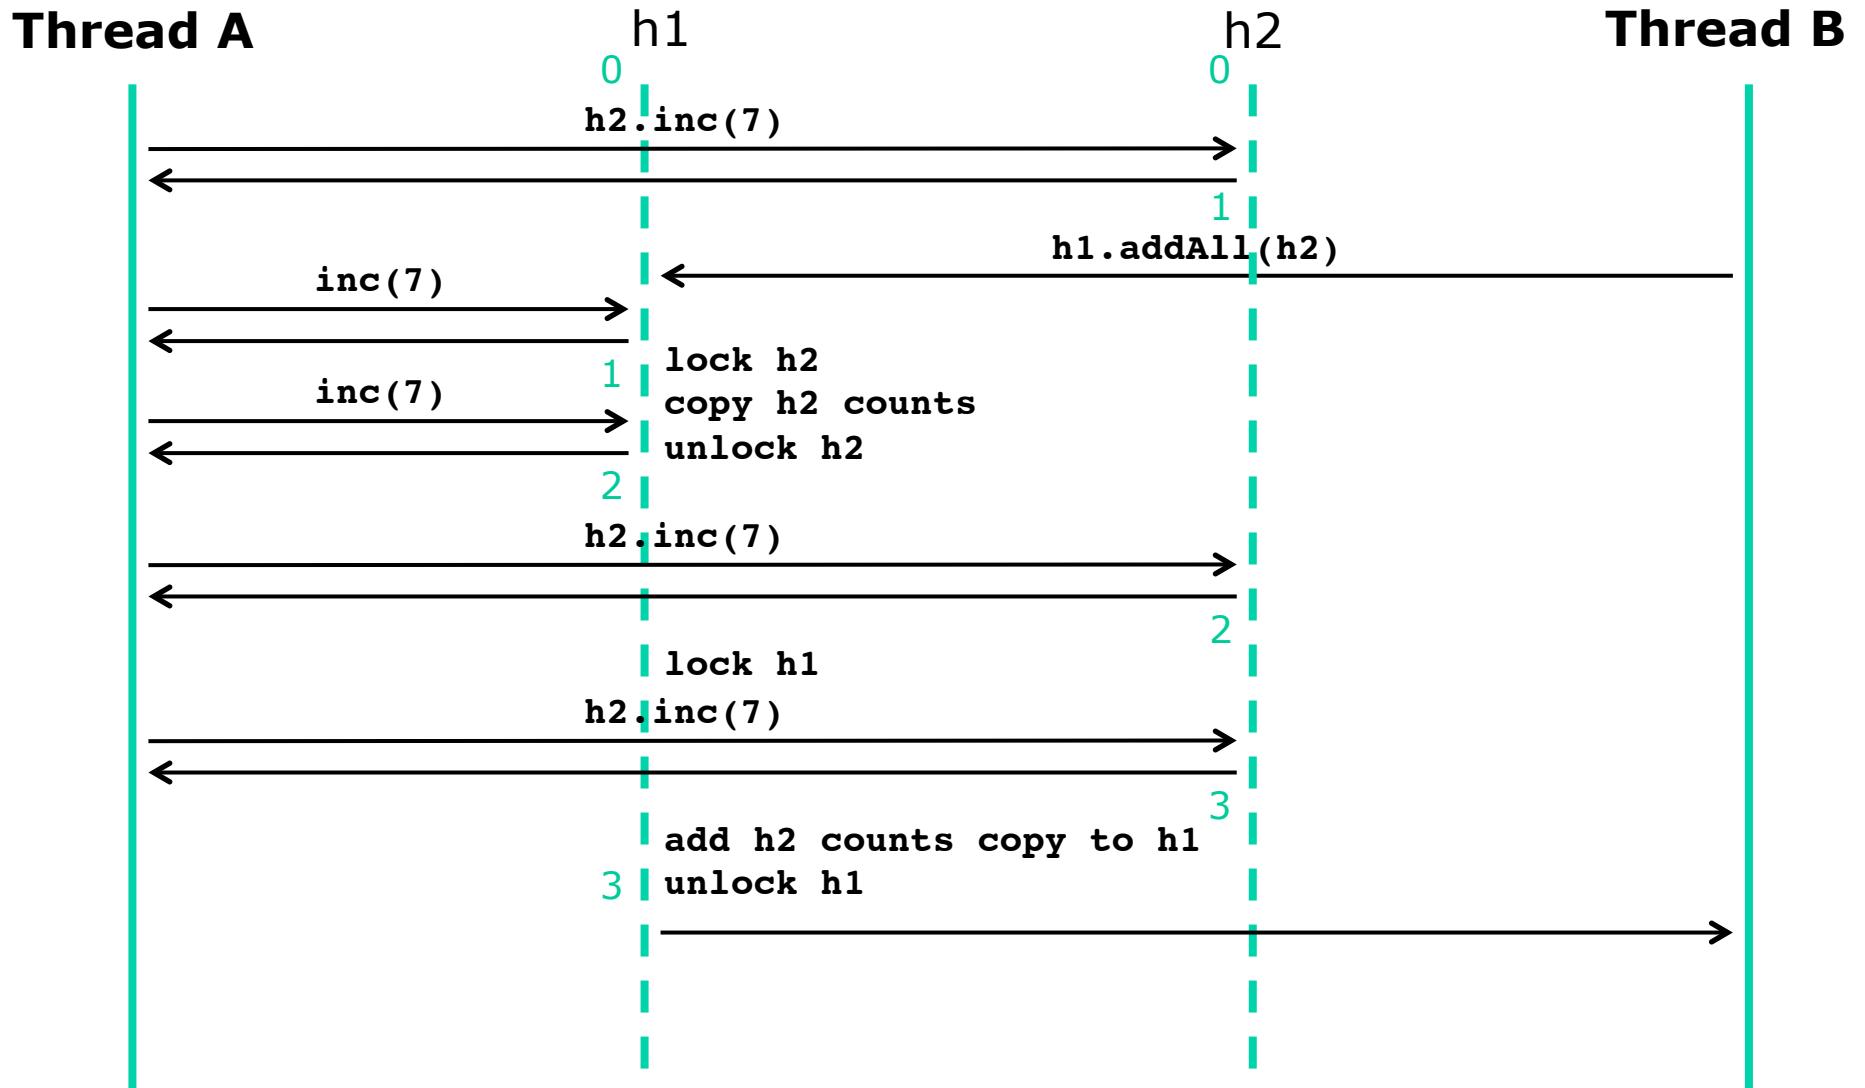 Thread A
h1
h2
Thread B
0
0
h2.inc(7)
1
h1.addAll(h2)
inc(7)
lock h2
1
inc(7)
copy h2 counts
unlock h2
2
h2.inc(7)
2
lock h1
h2.inc(7)
3
add h2 counts copy to h1
3
unlock h1